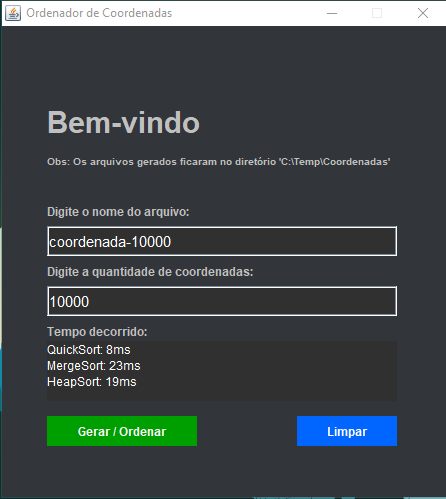 Ordenador de Coordenadas
Bem-vindo
Obs: Os arquivos gerados ficaram no diretório 'C:\Temp\Coordenadas'
Digite o nome do arquivo:
coordenada-10000
Digite a quantidade de coordenadas:
10000
Tempo decorrido:
QuickSort: 8ms
MergeSort: 23ms
HeapSort: 19ms
Gerar / Ordenar
Limpar